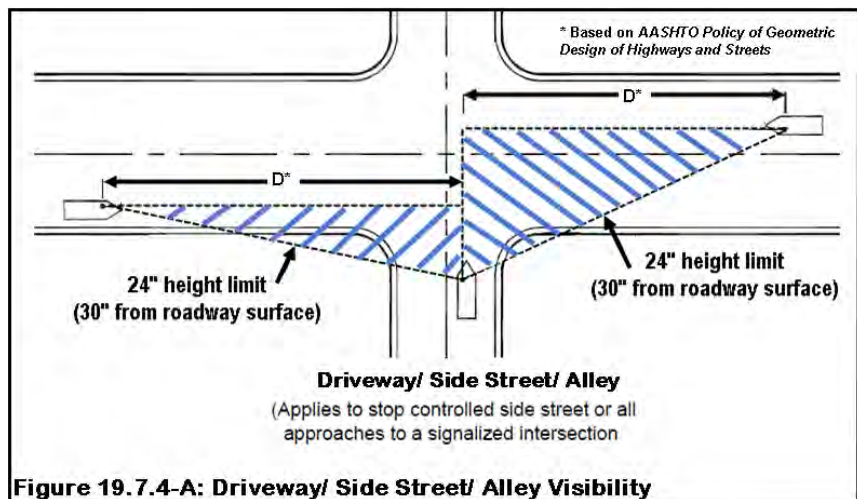 * Based on AASHTO Policy of Geometric
Design of Highways and Streets
D*
D*
24" height limit
(30" from roadway surface)
24" height limit
(30" from roadway surface)
Driveway/ Side Street/ Alley
(Applies to stop controlled side street or all
approaches to a signalized intersection
Figure 19.7.4-A: Driveway/ Side Street/ Alley Visibility